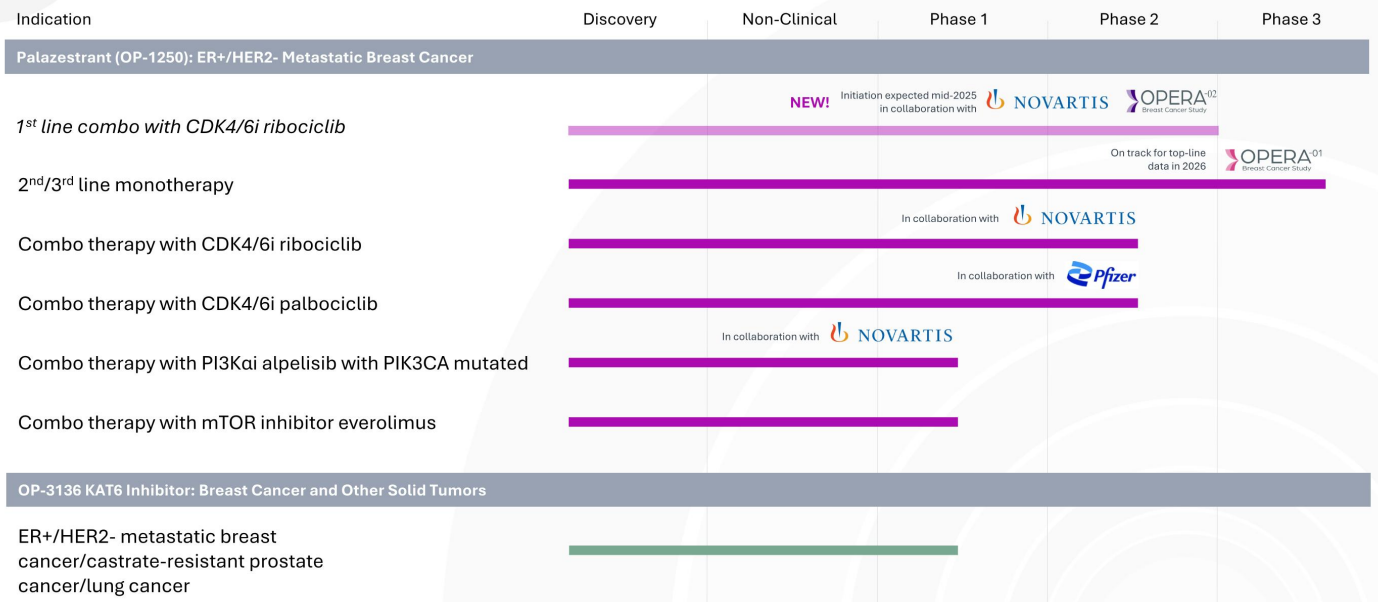 Indication Discovery Non-Clinical Phase 1 Phase 2 Phase 3
Palazestrant (OP-1250): ER+/HER2- Metastatic Breast Cancer
NEW! Initiation expected mid-2025
in collaboration with
NOVARTIS
OPERA-02
Breast Cancer Study
1st line combo with CDK4/6i ribociclib
On track for top-line
data in 2026
OPERA-01
Breast Cancer Study
2nd/3rd line monotherapy
In collaboration with NOVARTIS
Combo therapy with CDK4/6i ribociclib
In collaboration with Pfizer
Combo therapy with CDK4/6i palbociclib
In collaboration with NOVARTIS
Combo therapy with PI3Kαi alpelisib with PIK3CA mutated
Combo therapy with mTOR inhibitor everolimus
OP-3136 KAT6 Inhibitor: Breast Cancer and Other Solid Tumors
ER+/HER2- metastatic breast
cancer/castrate-resistant prostate
cancer/lung cancer